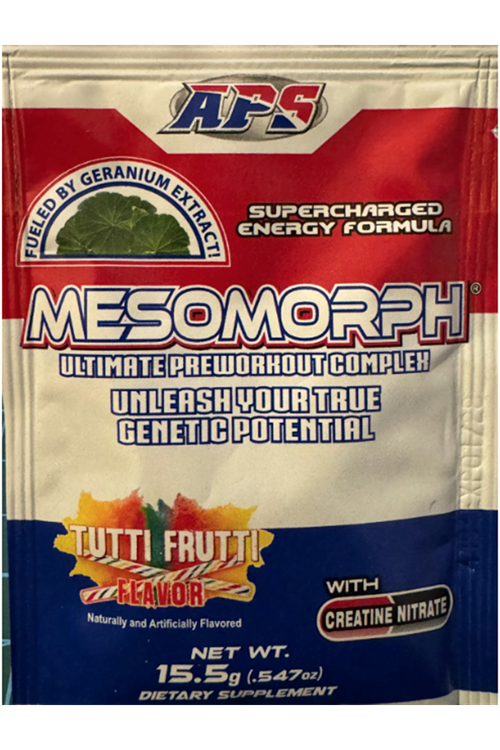 APS
FUELED BY GERANIUM EXTRACT!
SUPERCHARGED
ENERGY FORMULA
MESOMORPH®
ULTIMATE PREWORKOUT COMPLEX
UNLEASH YOUR TRUE
GENETIC POTENTIAL
TUTTI FRUTTI
FLAVOR
Naturally and Artificially Flavored
WITH
CREATINE NITRATE
NET WT.
15.5g (.547oz)
DIETARY SUPPLEMENT